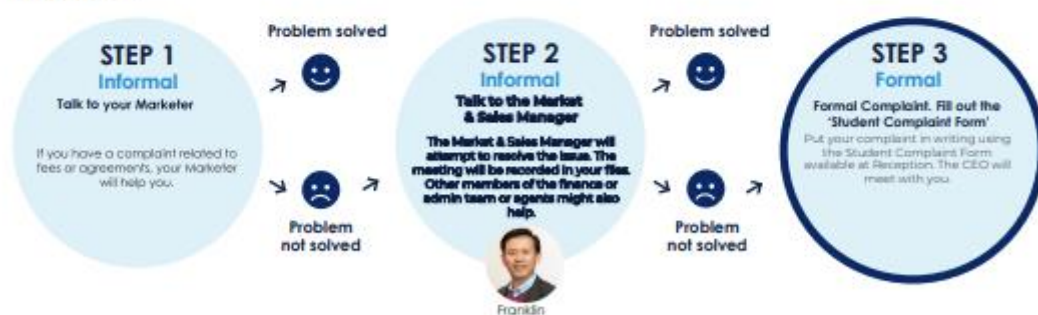 STEP 1
Informal
Talk to your Marketer
If you have a complaint related to
fees or agreements, your Marketer
will help you.
Problem solved
Problem
not solved
STEP 2
Informal
Talk to the Market
& Sales Manager
The Market & Sales Manager will
attempt to resolve the issue. The
meeting will be recorded in your files.
Other members of the finance or
admin team or agents might also
help.
Franklin
Problem solved
Problem
not solved
STEP 3
Formal
Formal Complaint. Fill out the
'Student Complaint Form'
Put your complaint in writing using
the Student Complaint Form
available at Reception. The CEO will
meet with you.